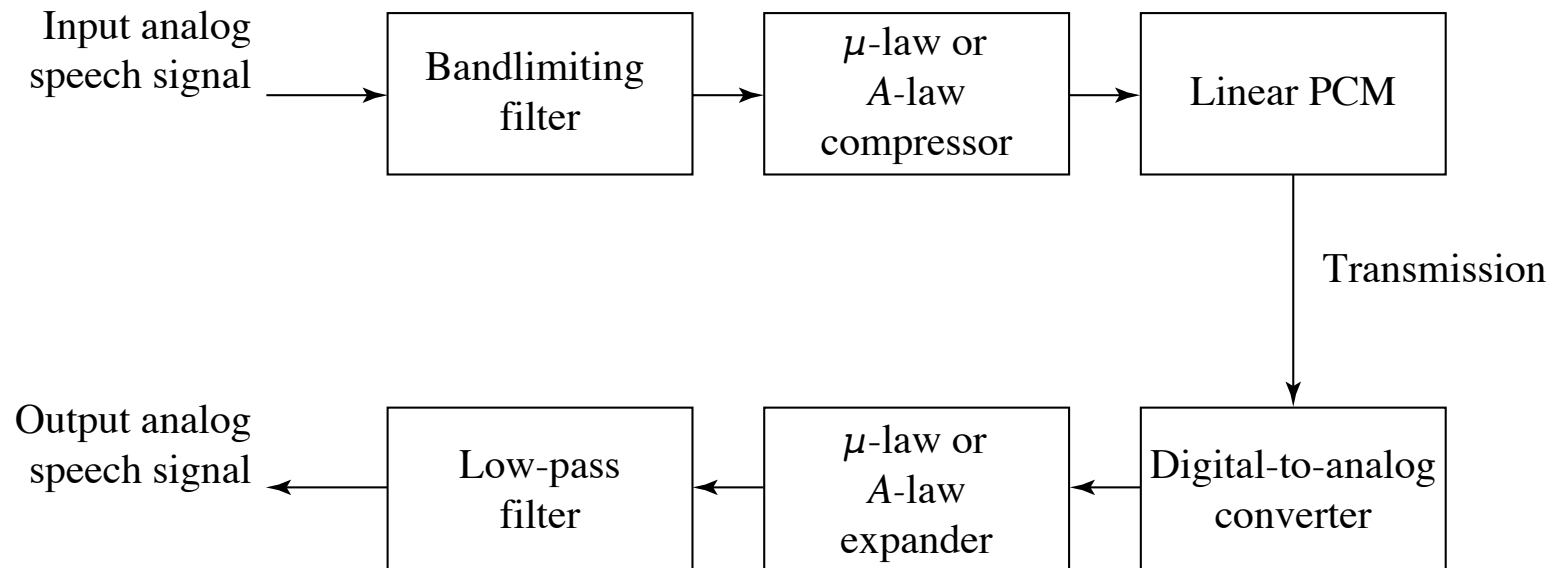 Input analog
speech signal
Bandlimiting
filter
μ-law or
A-law
compressor
Linear PCM
Transmission
Output analog
speech signal
Low-pass
filter
μ-law or
A-law
expander
Digital-to-analog
converter